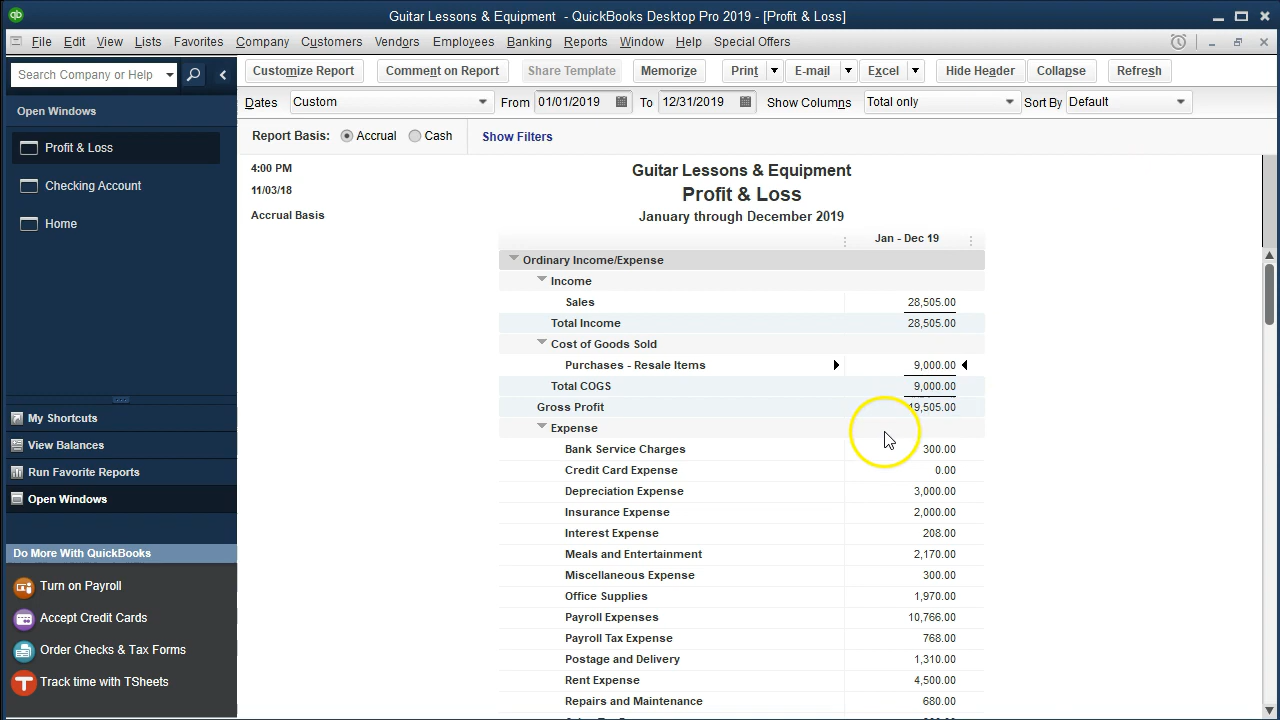 Guitar Lessons & Equipment - QuickBooks Desktop Pro 2019 - [Profit & Loss]
File Edit View Lists Favorites Company Customers Vendors Employees Banking Reports Window Help Special Offers
Search Company or Help
Customize Report Comment on Report Share Template Memorize Print E-mail Excel Hide Header Collapse Refresh
Dates Custom From 01/01/2019 To 12/31/2019 Show Columns Total only Sort By Default
Report Basis: Accrual Cash Show Filters
Open Windows
Profit & Loss
Checking Account
Home
My Shortcuts
View Balances
Run Favorite Reports
Open Windows
Do More With QuickBooks
Turn on Payroll
Accept Credit Cards
Order Checks & Tax Forms
Track time with TSheets
4:00 PM
11/03/18
Accrual Basis
Guitar Lessons & Equipment
Profit & Loss
January through December 2019
Jan - Dec 19
Ordinary Income/Expense
Income
Sales 28,505.00
Total Income 28,505.00
Cost of Goods Sold
Purchases - Resale Items 9,000.00
Total COGS 9,000.00
Gross Profit 19,505.00
Expense
Bank Service Charges 300.00
Credit Card Expense 0.00
Depreciation Expense 3,000.00
Insurance Expense 2,000.00
Interest Expense 208.00
Meals and Entertainment 2,170.00
Miscellaneous Expense 300.00
Office Supplies 1,970.00
Payroll Expenses 10,766.00
Payroll Tax Expense 768.00
Postage and Delivery 1,310.00
Rent Expense 4,500.00
Repairs and Maintenance 680.00